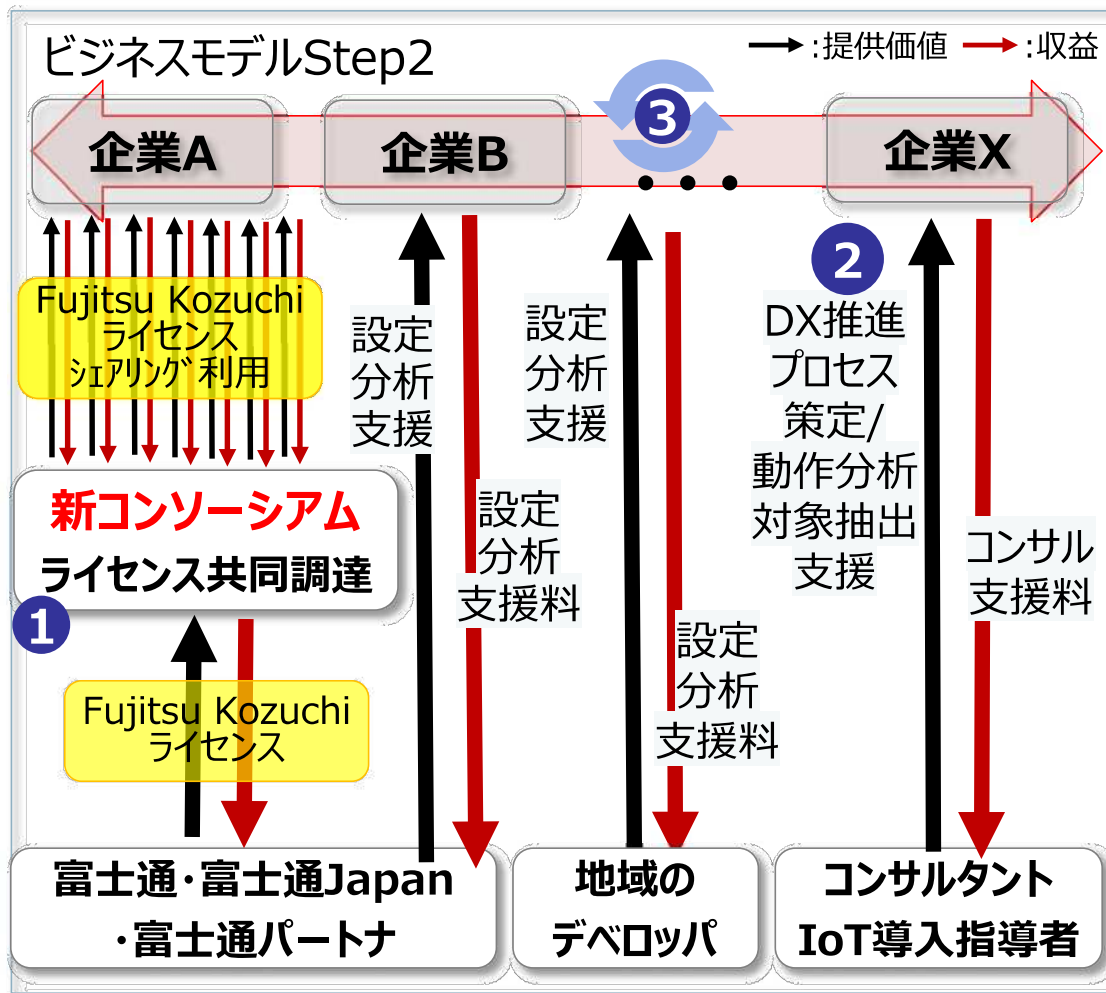 ビジネスモデルStep2
:提供価値
:収益
企業A
企業B
3
• • •
企業X
Fujitsu Kozuchi
ライセンス
ｼｪｱﾘﾝｸﾞ利用
設定
分析
支援
設定
分析
支援料
設定
分析
支援
設定
分析
支援料
2
DX推進
プロセス
策定/
動作分析
対象抽出
支援
コンサル
支援料
新コンソーシアム
ライセンス共同調達
1
Fujitsu Kozuchi
ライセンス
富士通･富士通Japan
･富士通パートナ
地域の
デベロッパ
コンサルタント
IoT導入指導者